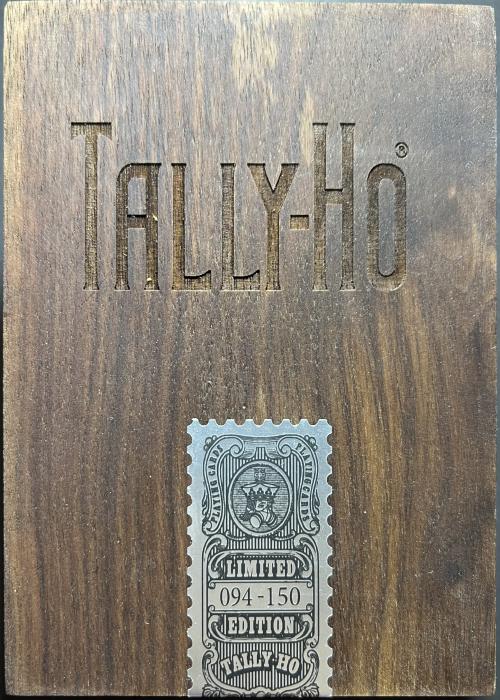 TALLY-HO®
PLAYING CARDS PLAYING CARDS
LIMITED
094-150
EDITION
TALLY-HO